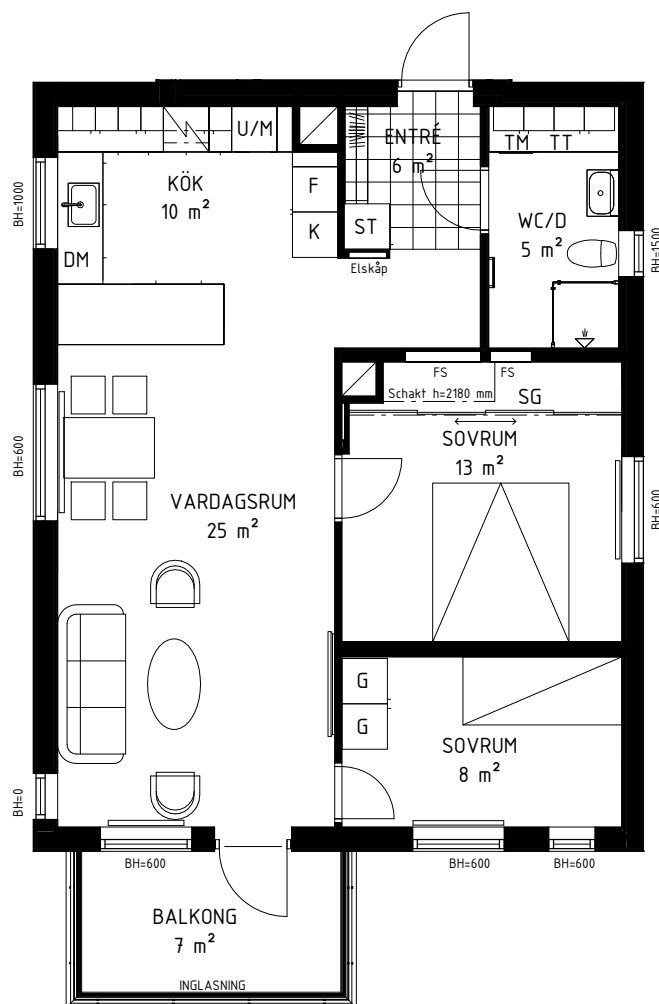 U/M
ENTRÉ
6 m²
TM TT
KÖK
10 m²
F
K
ST
WC/D
5 m²
BH=1000
DM
Elskåp
BH=1500
FS
FS
Schakt h=2180 mm
SG
SOVRUM
13 m²
BH=600
VARDAGSRUM
25 m²
BH=600
G
G
SOVRUM
8 m²
BH=0
BH=600
BH=600
BH=600
BALKONG
7 m²
INGLASNING